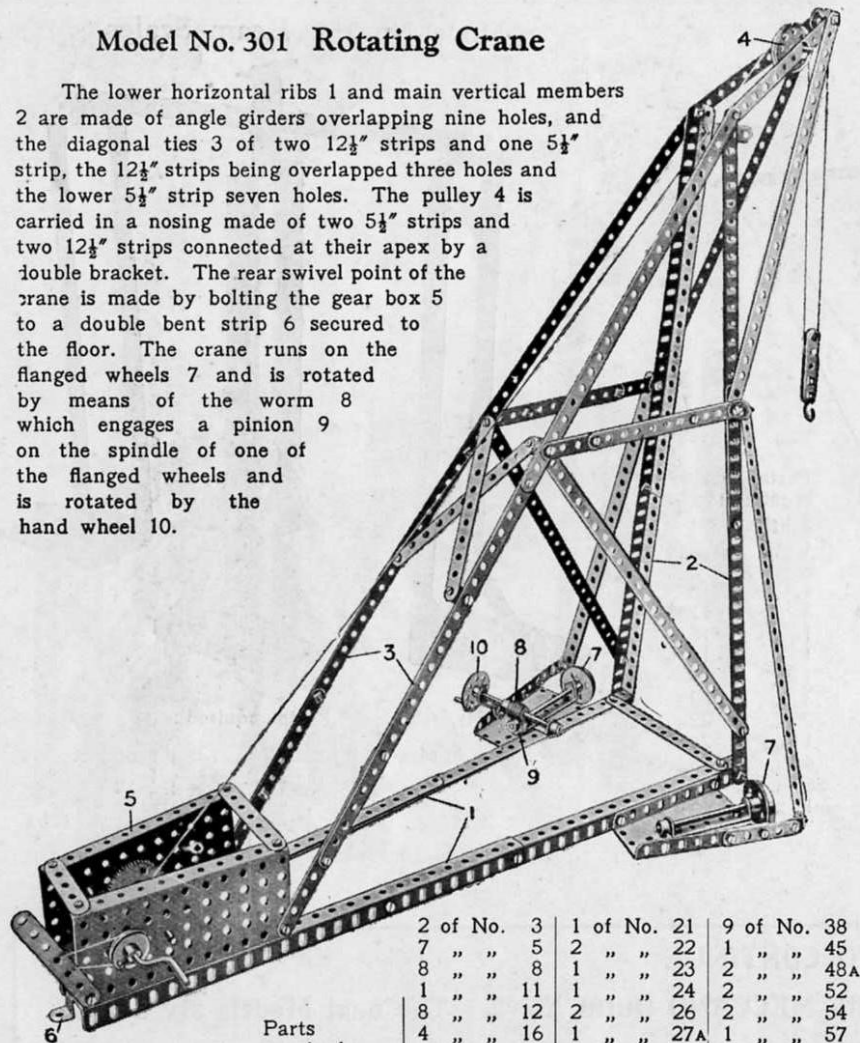 Model No. 301 Rotating Crane
The lower horizontal ribs 1 and main vertical members
2 are made of angle girders overlapping nine holes, and
the diagonal ties 3 of two 12½″ strips and one 5½″
strip, the 12½″ strips being overlapped three holes and
the lower 5½″ strip seven holes. The pulley 4 is
carried in a nosing made of two 5½″ strips and
two 12½″ strips connected at their apex by a
double bracket. The rear swivel point of the
crane is made by bolting the gear box 5
to a double bent strip 6 secured to
the floor. The crane runs on the
flanged wheels 7 and is rotated
by means of the worm 8
which engages a pinion 9
on the spindle of one of
the flanged wheels and
is rotated by the
hand wheel 10.
4
2
3
10 8 7
9
7
5
1
6
Parts
2 of No. 3 | 1 of No. 21 | 9 of No. 38
7 „ „ 5 | 2 „ „ 22 | 1 „ „ 45
8 „ „ 8 | 1 „ „ 23 | 2 „ „ 48A
1 „ „ 11 | 1 „ „ 24 | 2 „ „ 52
8 „ „ 12 | 2 „ „ 26 | 2 „ „ 54
4 „ „ 16 | 1 „ „ 27A | 1 „ „ 57